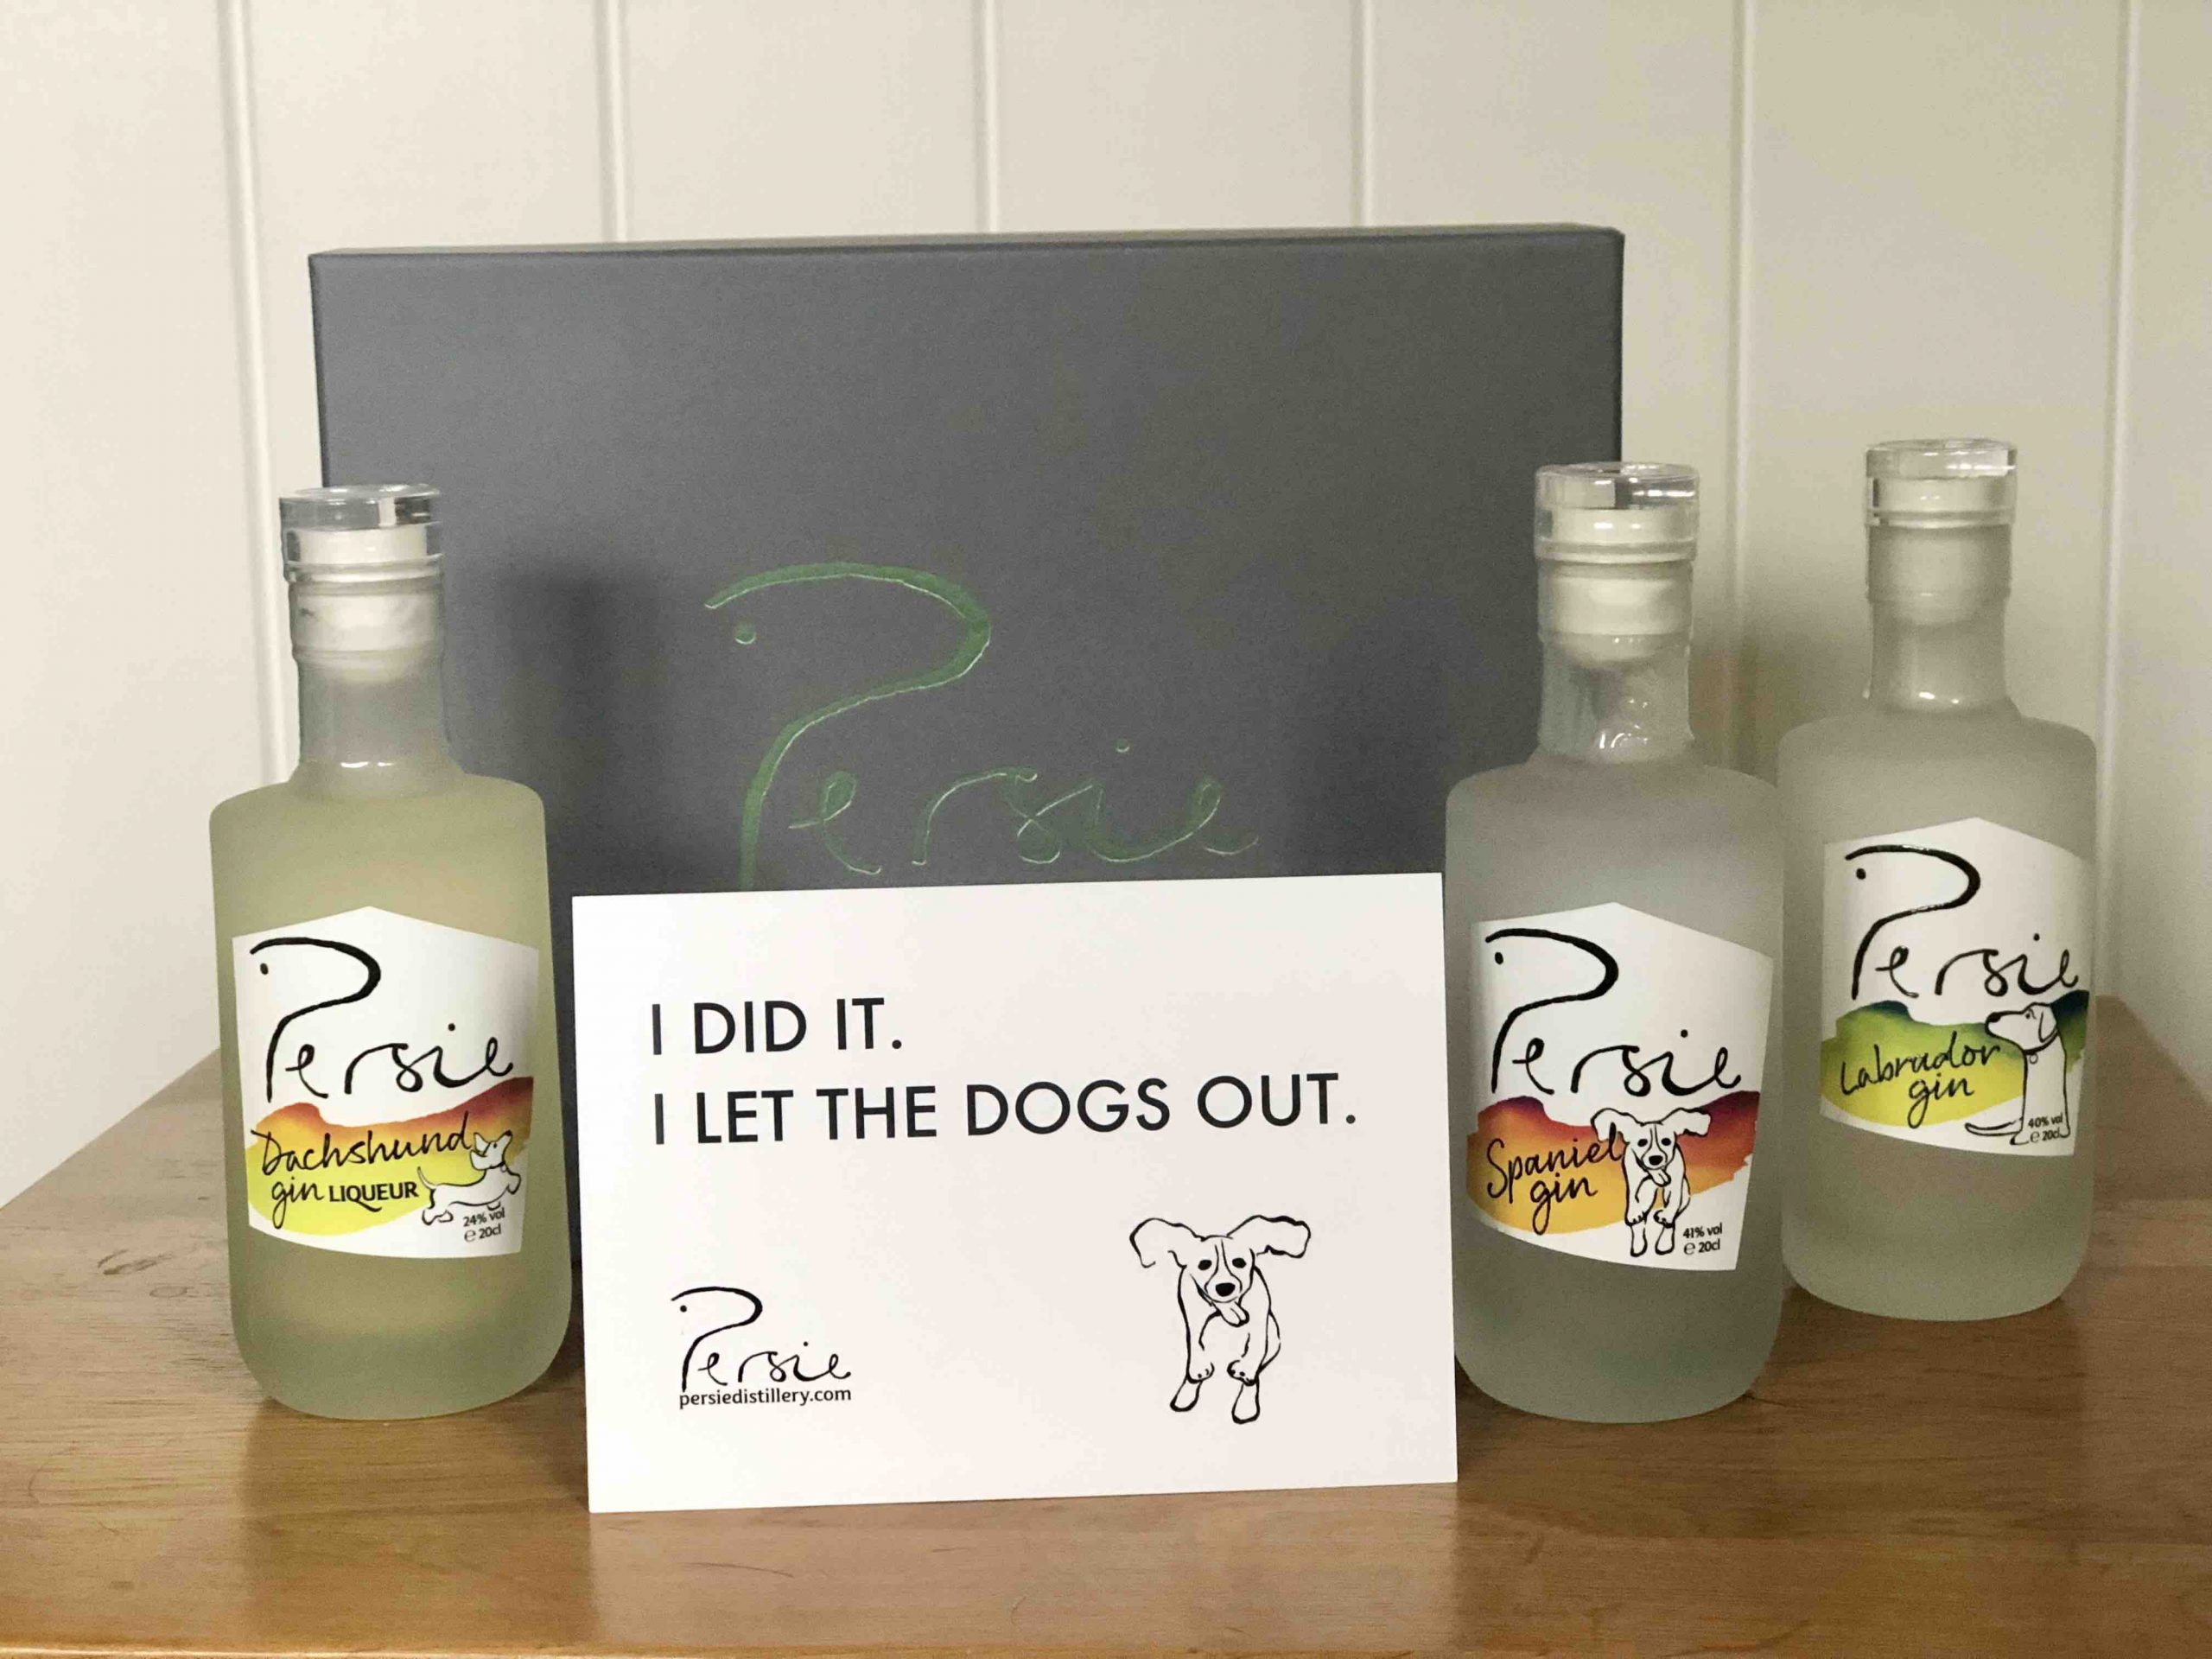 Persie
Persie
Dachshund
gin LIQUEUR
24% vol
e 20cl
I DID IT.
I LET THE DOGS OUT.
Persie
persiedistillery.com
Persie
Spaniel
gin
41% vol
e 20cl
Persie
Labrador
gin
40% vol
e 20cl